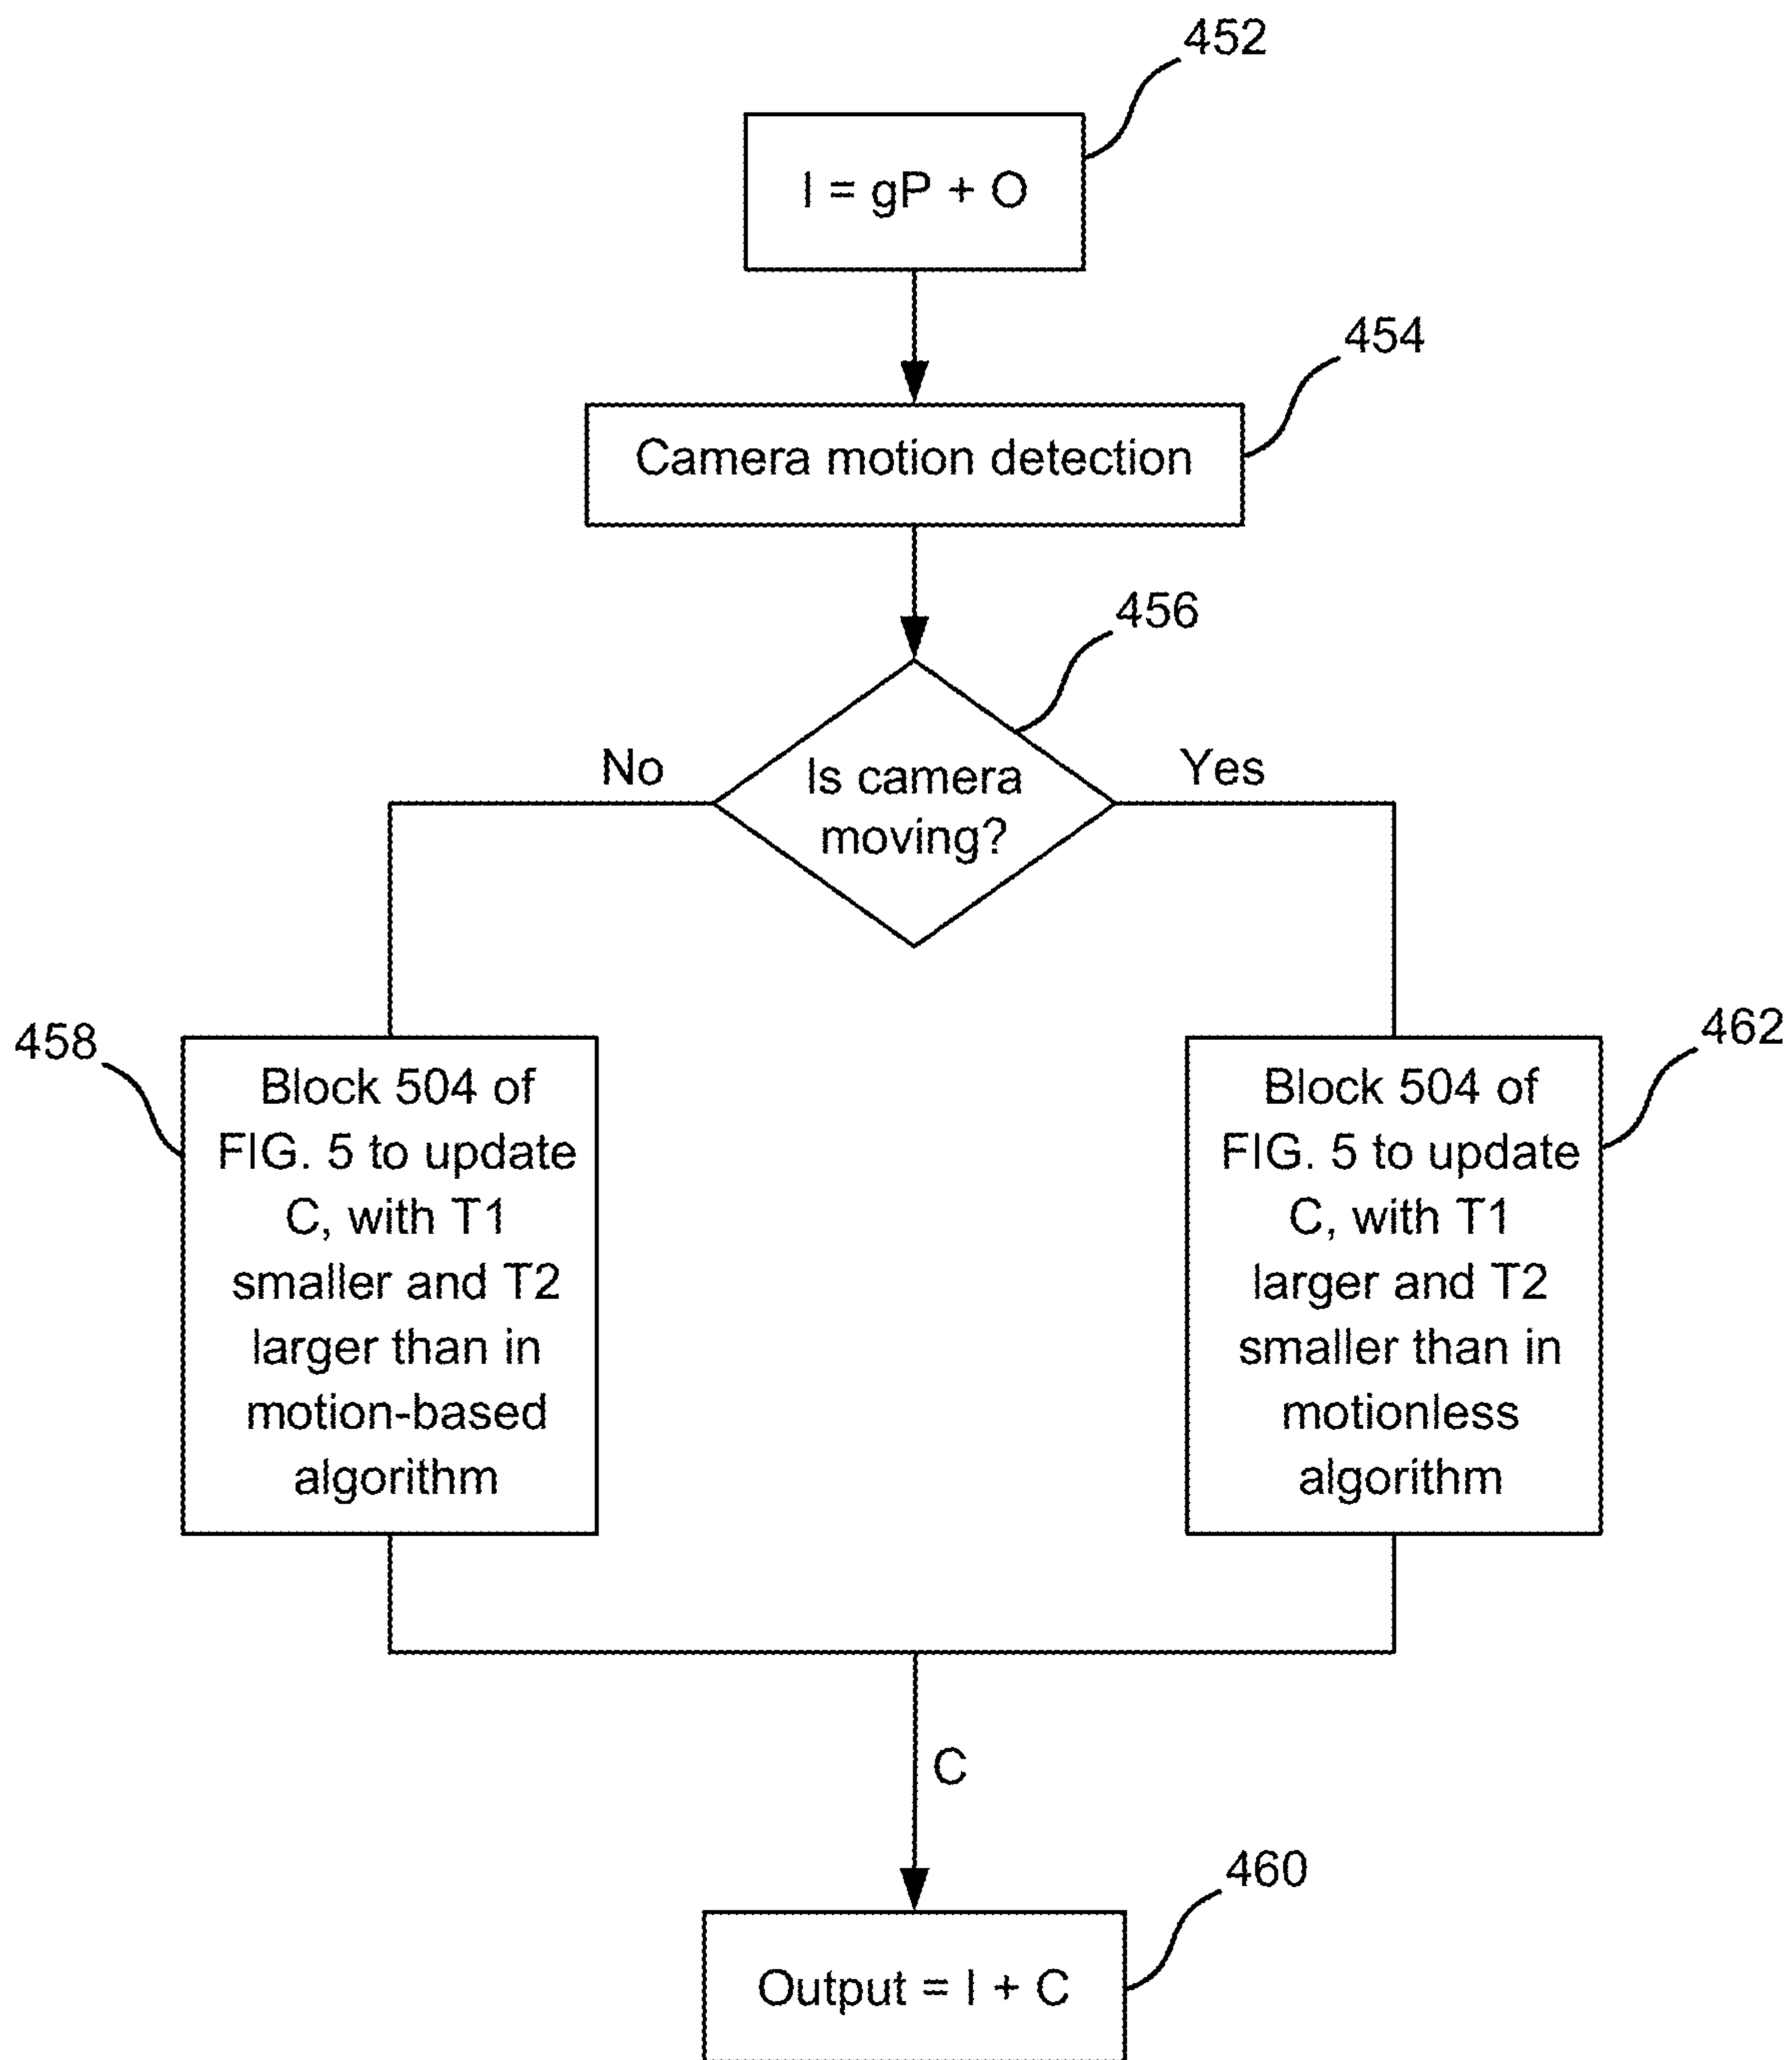 452
I = gP + O
454
Camera motion detection
456
No
Is camera
moving?
Yes
458
Block 504 of
FIG. 5 to update
C, with T1
smaller and T2
larger than in
motion-based
algorithm
462
Block 504 of
FIG. 5 to update
C, with T1
larger and T2
smaller than in
motionless
algorithm
C
460
Output = I + C